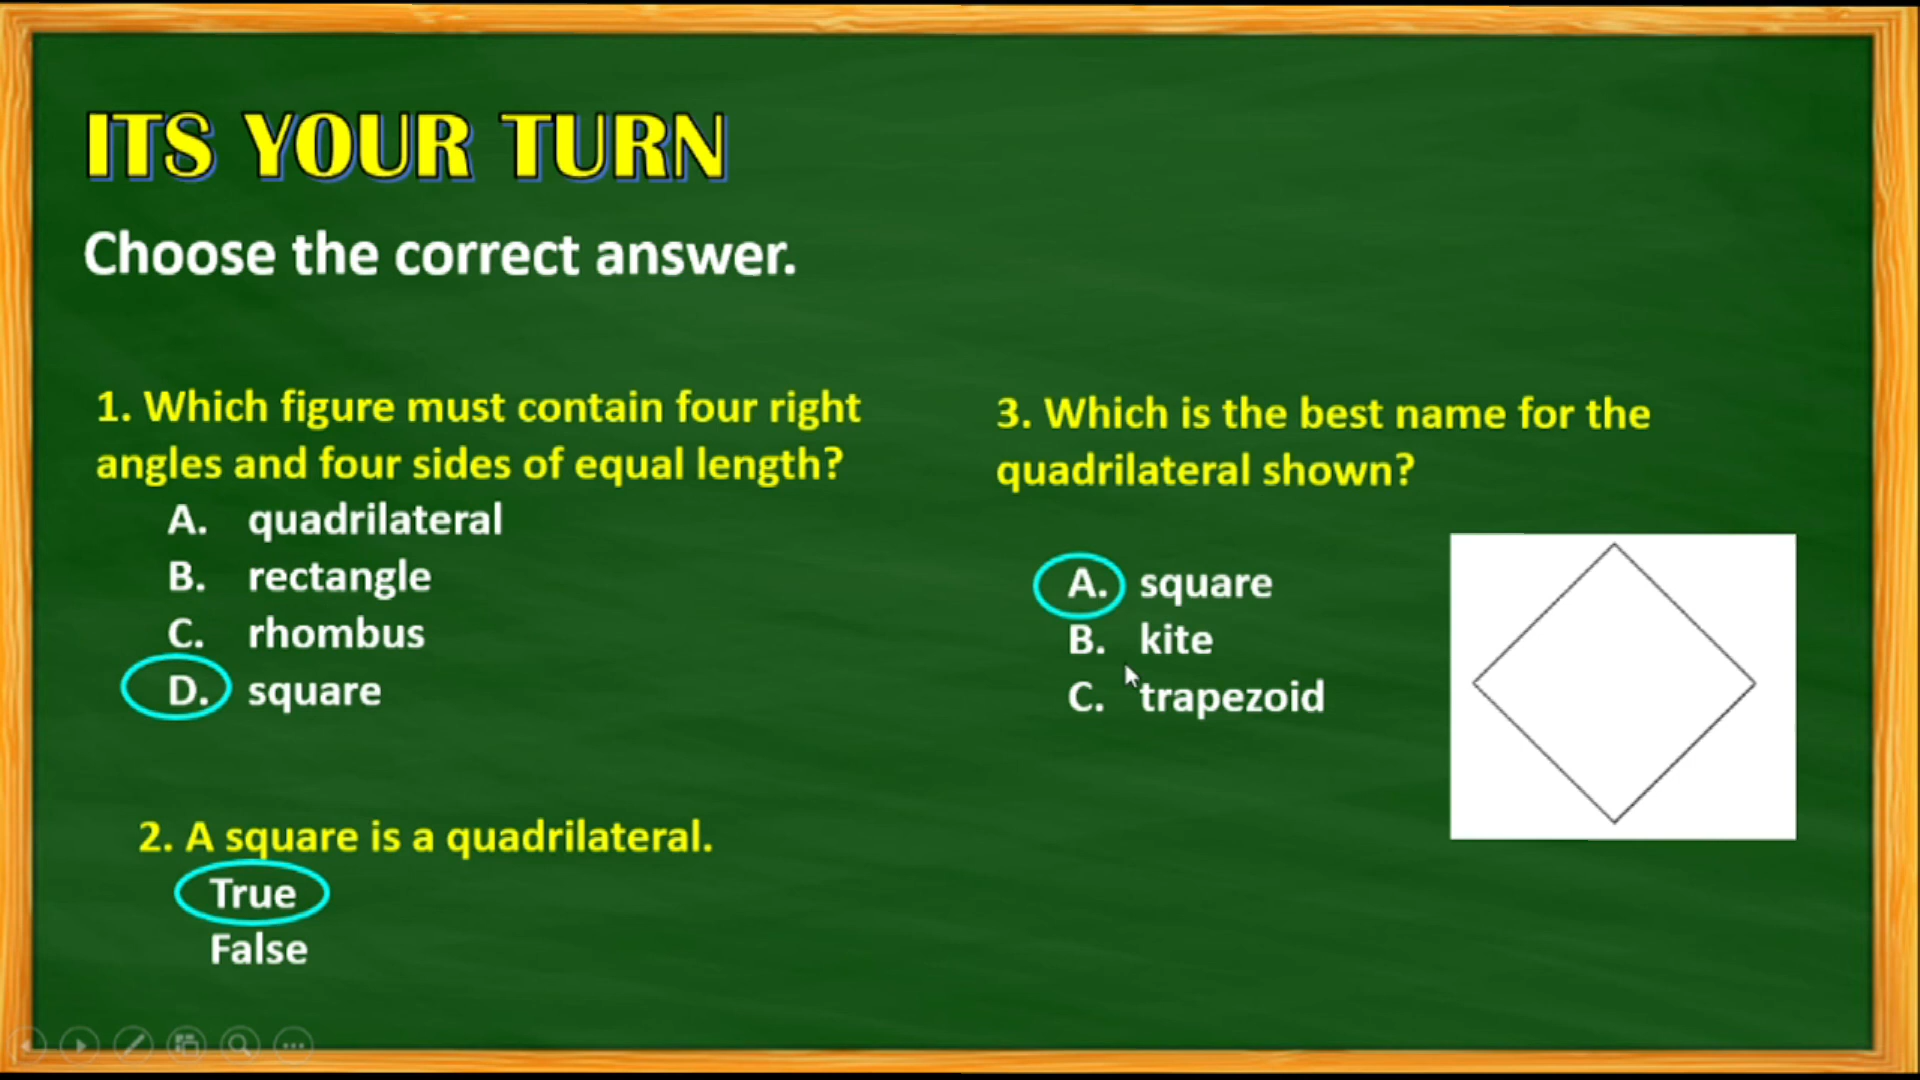 ITS YOUR TURN
Choose the correct answer.
1. Which figure must contain four right
angles and four sides of equal length?
A. quadrilateral
B. rectangle
C. rhombus
D. square
2. A square is a quadrilateral.
True
False
3. Which is the best name for the
quadrilateral shown?
A. square
B. kite
C. trapezoid